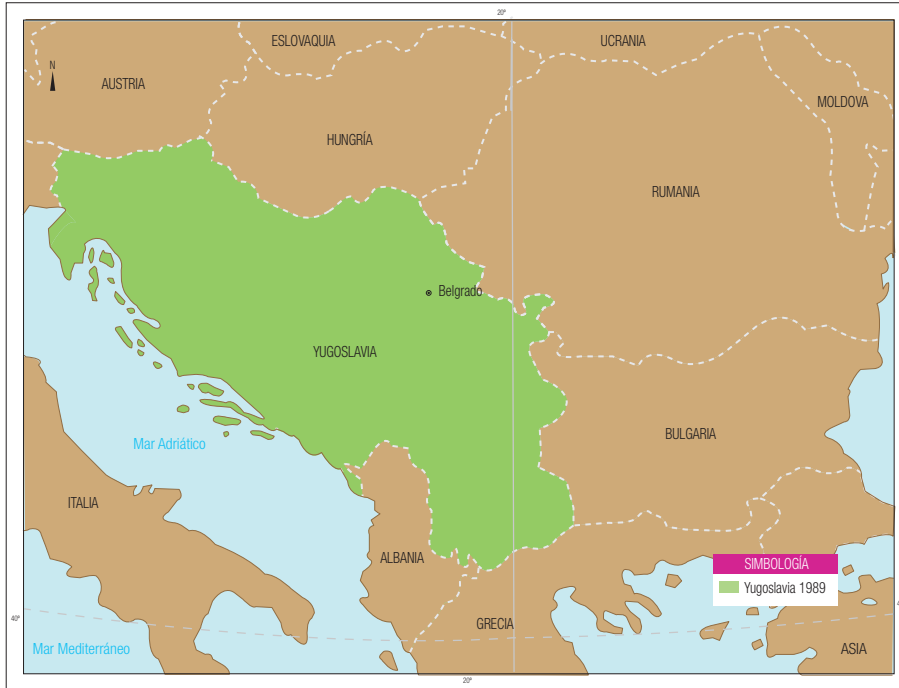 20°
ESLOVAQUIA
UCRANIA
N
AUSTRIA
MOLDOVA
HUNGRÍA
RUMANIA
Belgrado
YUGOSLAVIA
BULGARIA
Mar Adriático
ITALIA
ALBANIA
SIMBOLOGÍA
Yugoslavia 1989
40°
4
GRECIA
Mar Mediterráneo
ASIA
20°